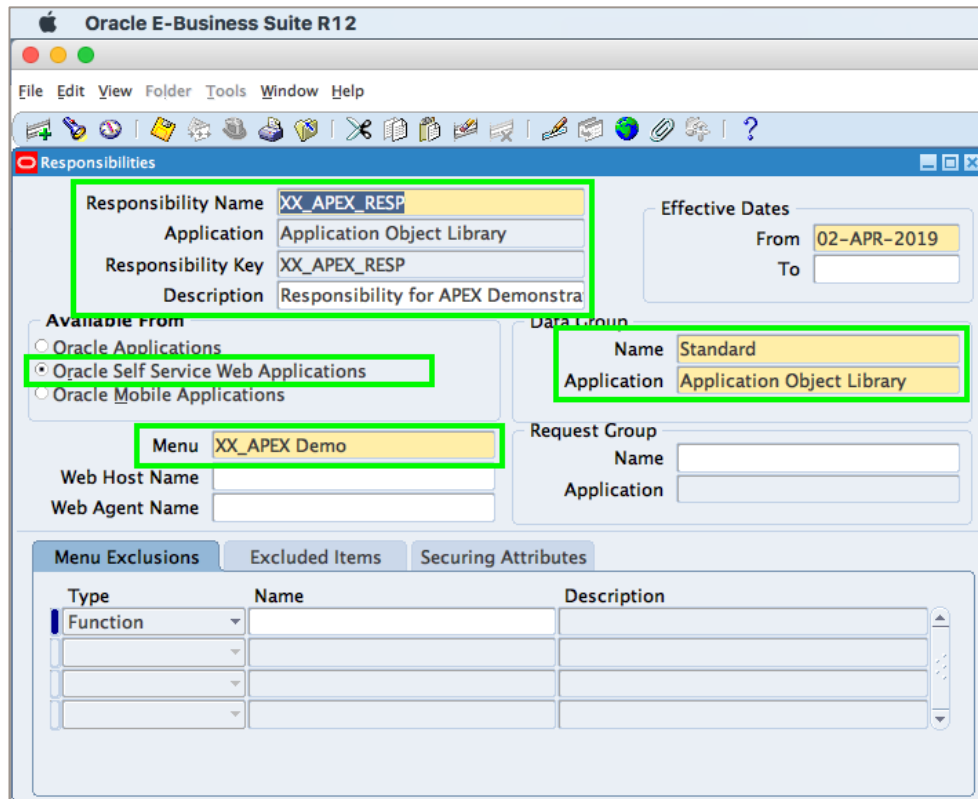 Oracle E-Business Suite R12
File Edit View Folder Tools Window Help
?
Responsibilities
Responsibility Name XX_APEX_RESP
Application Application Object Library
Responsibility Key XX_APEX_RESP
Description Responsibility for APEX Demonstra
Effective Dates
From 02-APR-2019
To
Available From
Oracle Applications
Oracle Self Service Web Applications
Oracle Mobile Applications
Data Group
Name Standard
Application Application Object Library
Menu XX_APEX Demo
Web Host Name
Web Agent Name
Request Group
Name
Application
Menu Exclusions Excluded Items Securing Attributes
Type Name Description
Function